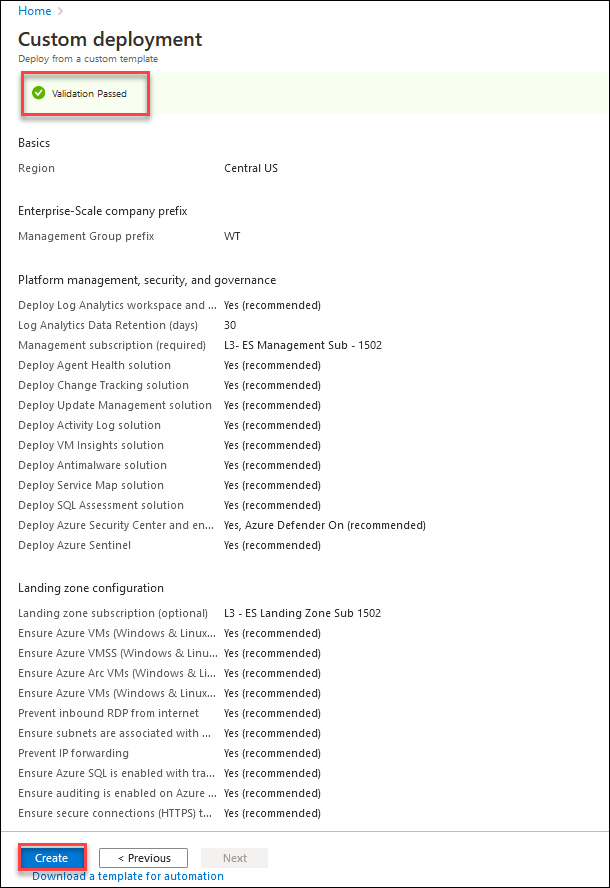 Home >
Custom deployment
Deploy from a custom template
Validation Passed
Basics
Region Central US
Enterprise-Scale company prefix
Management Group prefix WT
Platform management, security, and governance
Deploy Log Analytics workspace and ... Yes (recommended)
Log Analytics Data Retention (days) 30
Management subscription (required) L3- ES Management Sub - 1502
Deploy Agent Health solution Yes (recommended)
Deploy Change Tracking solution Yes (recommended)
Deploy Update Management solution Yes (recommended)
Deploy Activity Log solution Yes (recommended)
Deploy VM Insights solution Yes (recommended)
Deploy Antimalware solution Yes (recommended)
Deploy Service Map solution Yes (recommended)
Deploy SQL Assessment solution Yes (recommended)
Deploy Azure Security Center and en... Yes, Azure Defender On (recommended)
Deploy Azure Sentinel Yes (recommended)
Landing zone configuration
Landing zone subscription (optional) L3 - ES Landing Zone Sub 1502
Ensure Azure VMs (Windows & Linux... Yes (recommended)
Ensure Azure VMSS (Windows & Linu... Yes (recommended)
Ensure Azure Arc VMs (Windows & Li... Yes (recommended)
Ensure Azure VMs (Windows & Linux... Yes (recommended)
Prevent inbound RDP from internet Yes (recommended)
Ensure subnets are associated with ... Yes (recommended)
Prevent IP forwarding Yes (recommended)
Ensure Azure SQL is enabled with tra... Yes (recommended)
Ensure auditing is enabled on Azure ... Yes (recommended)
Ensure secure connections (HTTPS) t... Yes (recommended)
Create < Previous Next
Download a template for automation